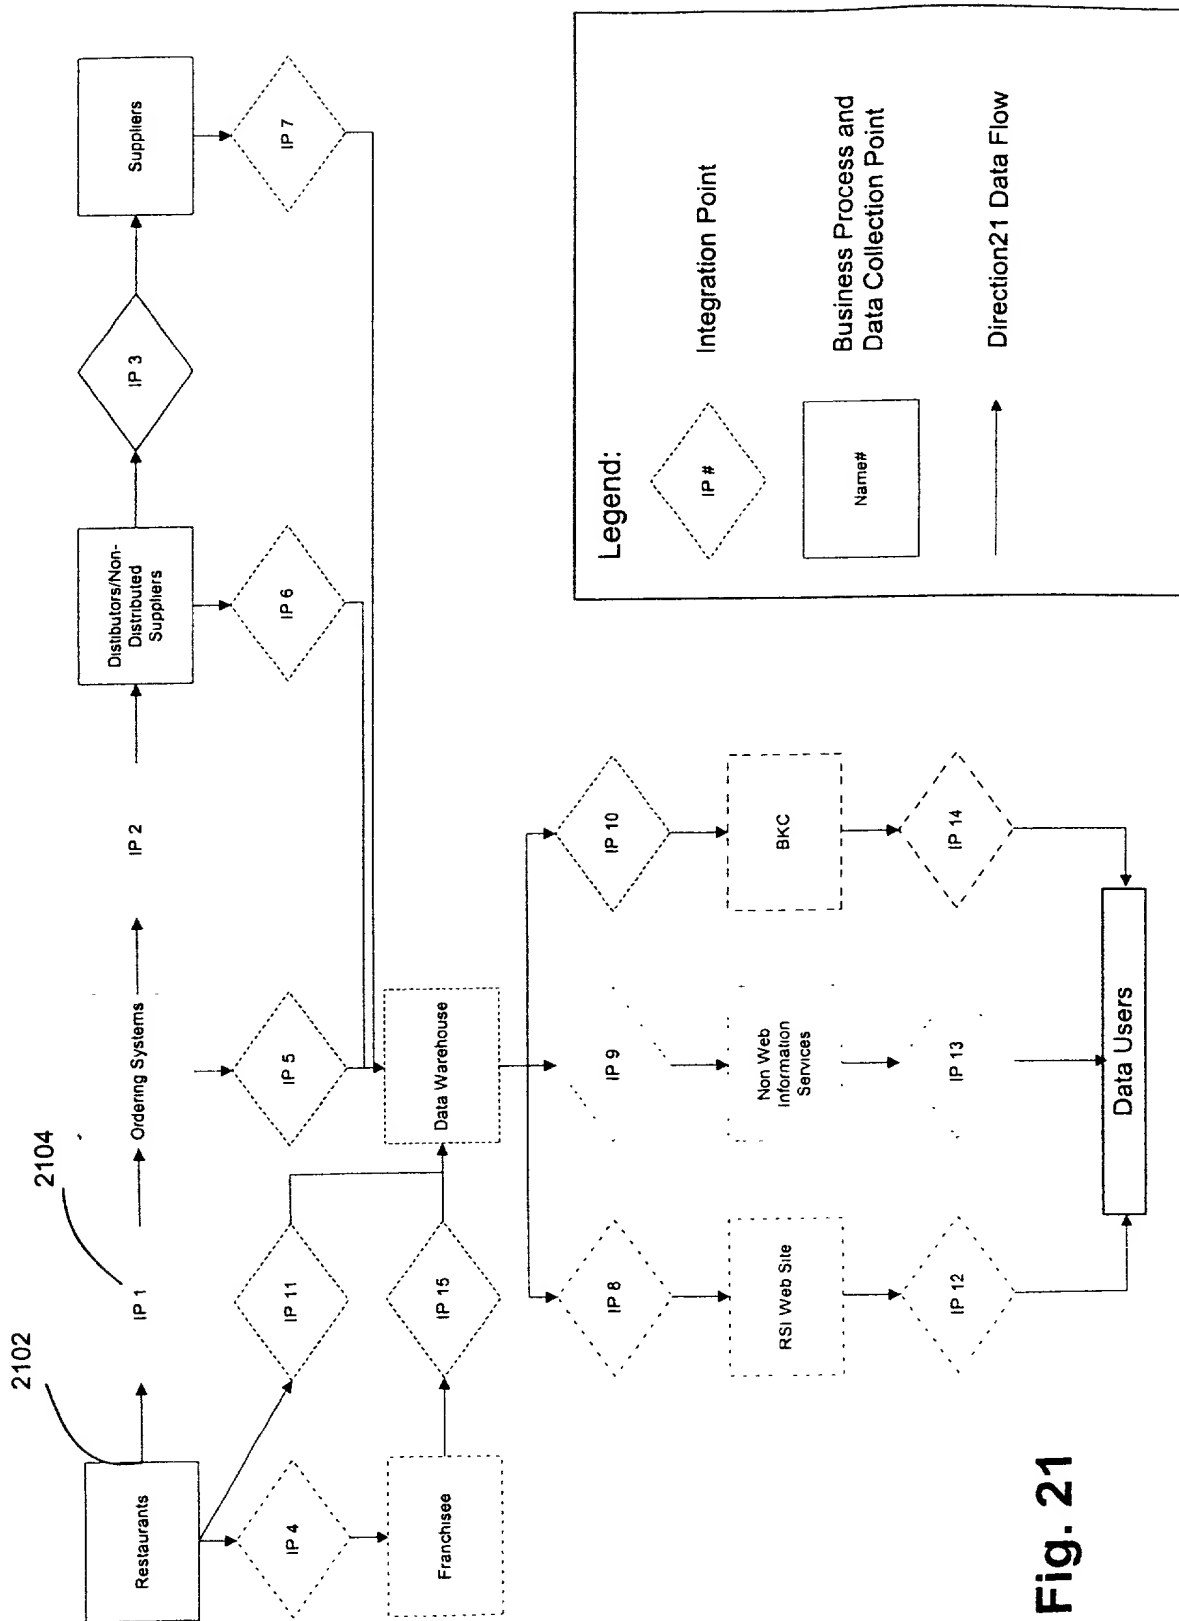 2102
2104
Restaurants
IP 1
Ordering Systems
IP 2
Distibutors/Non-
Distributed
Suppliers
IP 3
Suppliers
IP 4
IP 11
IP 5
IP 6
IP 7
Franchisee
IP 15
Data Warehouse
IP 8
IP 9
IP 10
RSI Web Site
Non Web
Information
Services
BKC
IP 12
IP 13
IP 14
Data Users
Legend:
IP #
Integration Point
Name#
Business Process and
Data Collection Point
Direction21 Data Flow
Fig. 21